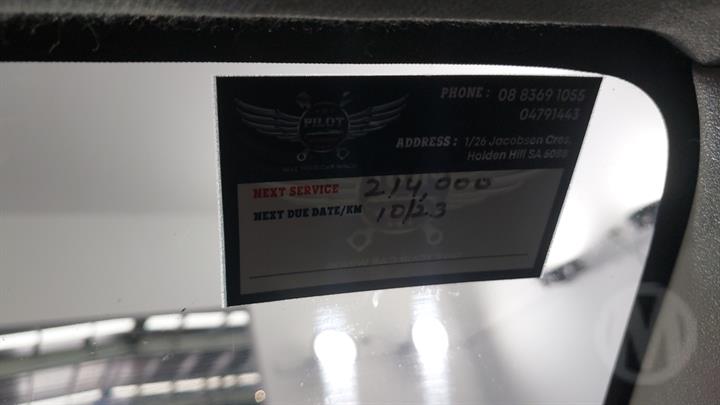 PILOT
PHONE : 08 8369 1055
04791443
ADDRESS : 1/26 Jacobsen Cres,
Holden Hill SA 5088
NEXT SERVICE 214,000
NEXT DUE DATE/KM 10/23